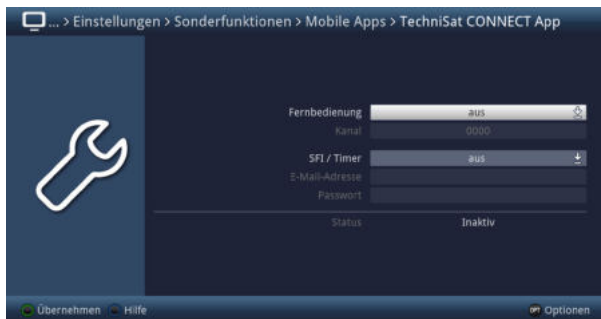 ... > Einstellungen > Sonderfunktionen > Mobile Apps > TechniSat CONNECT App
Fernbedienung aus
Kanal 0000
SFI / Timer aus
E-Mail-Adresse
Passwort
Status Inaktiv
Übernehmen Hilfe OPT Optionen